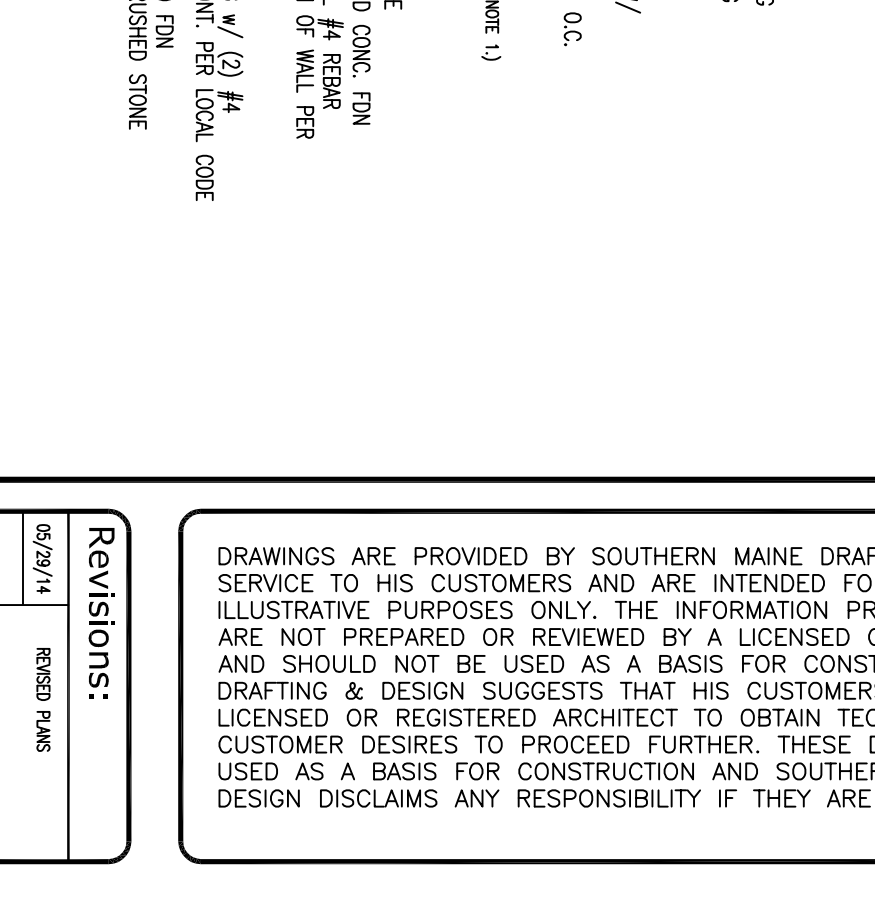 O.C.
NOTE 1.)
CONC. FDN
#4 REBAR
OF WALL PER
w/ (2) #4
PER LOCAL CODE
FDN
STONE
Revisions:
05/29/14 REVISED PLANS
DRAWINGS ARE PROVIDED BY SOUTHERN MAINE DRAF
SERVICE TO HIS CUSTOMERS AND ARE INTENDED FO
ILLUSTRATIVE PURPOSES ONLY. THE INFORMATION PR
ARE NOT PREPARED OR REVIEWED BY A LICENSED
AND SHOULD NOT BE USED AS A BASIS FOR CONST
DRAFTING & DESIGN SUGGESTS THAT HIS CUSTOMERS
LICENSED OR REGISTERED ARCHITECT TO OBTAIN TEC
CUSTOMER DESIRES TO PROCEED FURTHER. THESE
USED AS A BASIS FOR CONSTRUCTION AND SOUTHER
DESIGN DISCLAIMS ANY RESPONSIBILITY IF THEY ARE